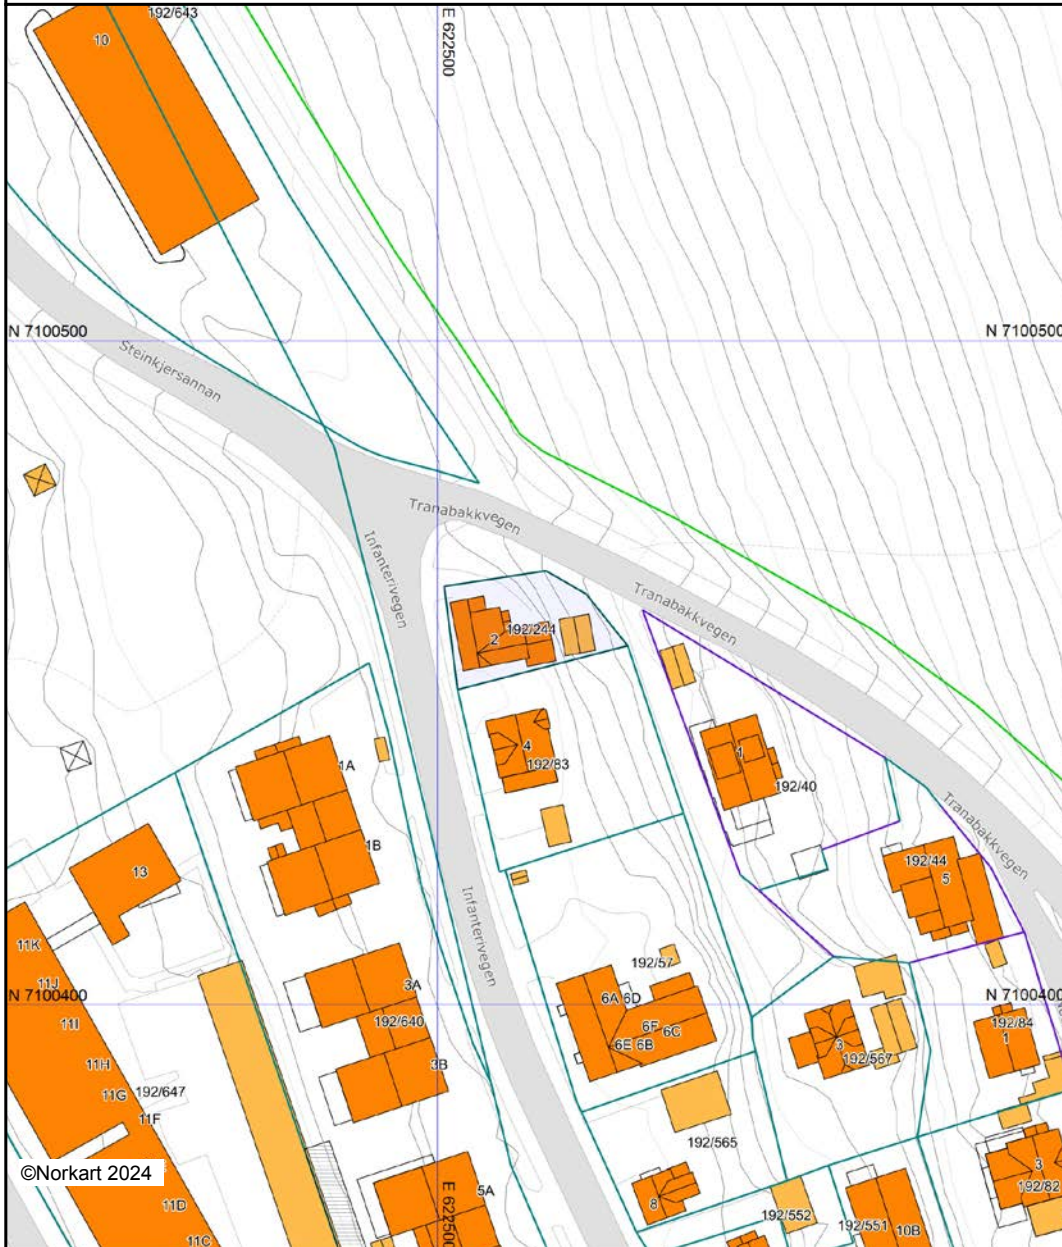 192/643
10
E 622500
N 7100500
N 7100500
Steinkjersannan
Tranabakkvegen
Infanterivegen
Tranabakkvegen
192/244
2
4
192/83
1
192/40
1A
1B
Tranabakkvegen
192/44
5
13
Infanterivegen
11K
11J
N 7100400
N 7100400
11I
11H
11G
192/647
11F
3A
192/640
3B
192/57
6A
6D
6F
6C
6E
6B
3
192/567
192/84
1
192/565
©Norkart 2024
11D
11C
5A
E 622500
8
192/552
192/551
10B
3
192/82